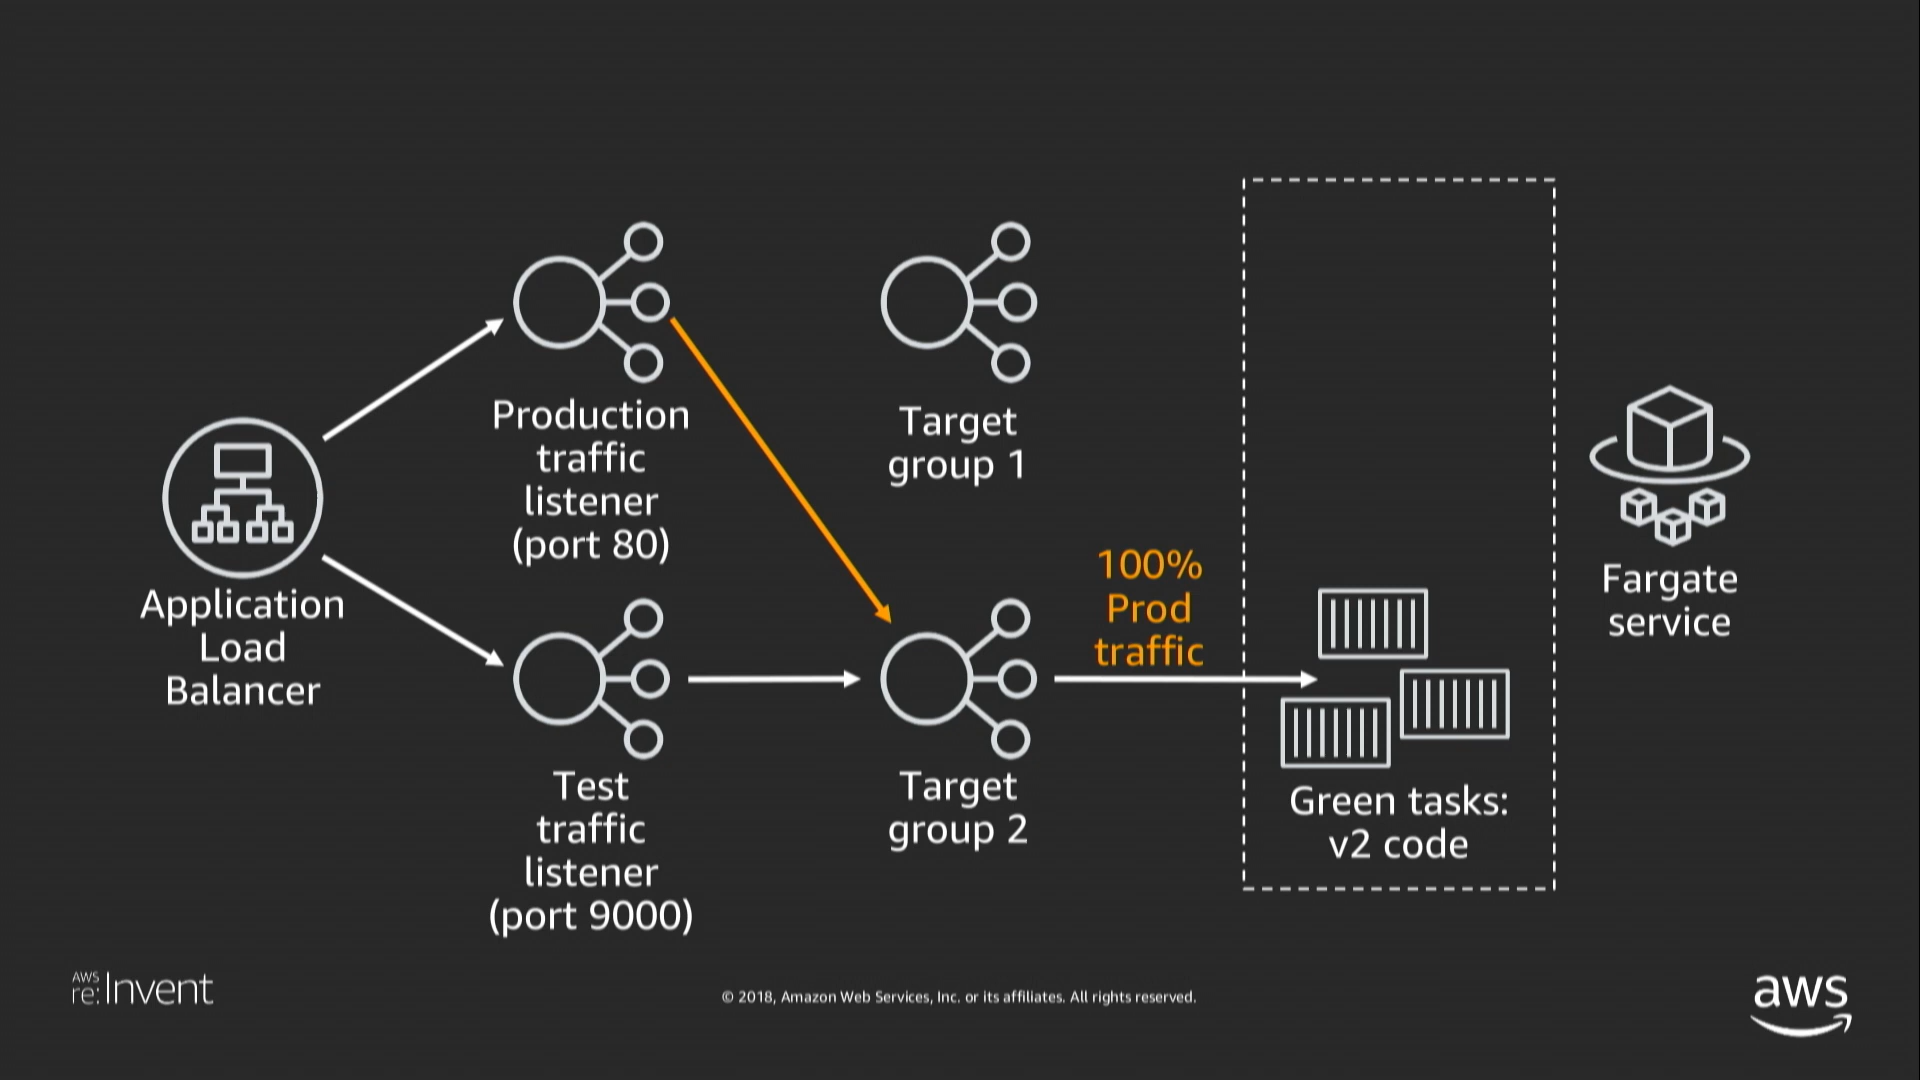 Production
traffic
listener
(port 80)
Target
group 1
Application
Load
Balancer
100%
Prod
traffic
Fargate
service
Test
traffic
listener
(port 9000)
Target
group 2
Green tasks:
v2 code
AWS
re:Invent
© 2018, Amazon Web Services, Inc. or its affiliates. All rights reserved.
aws